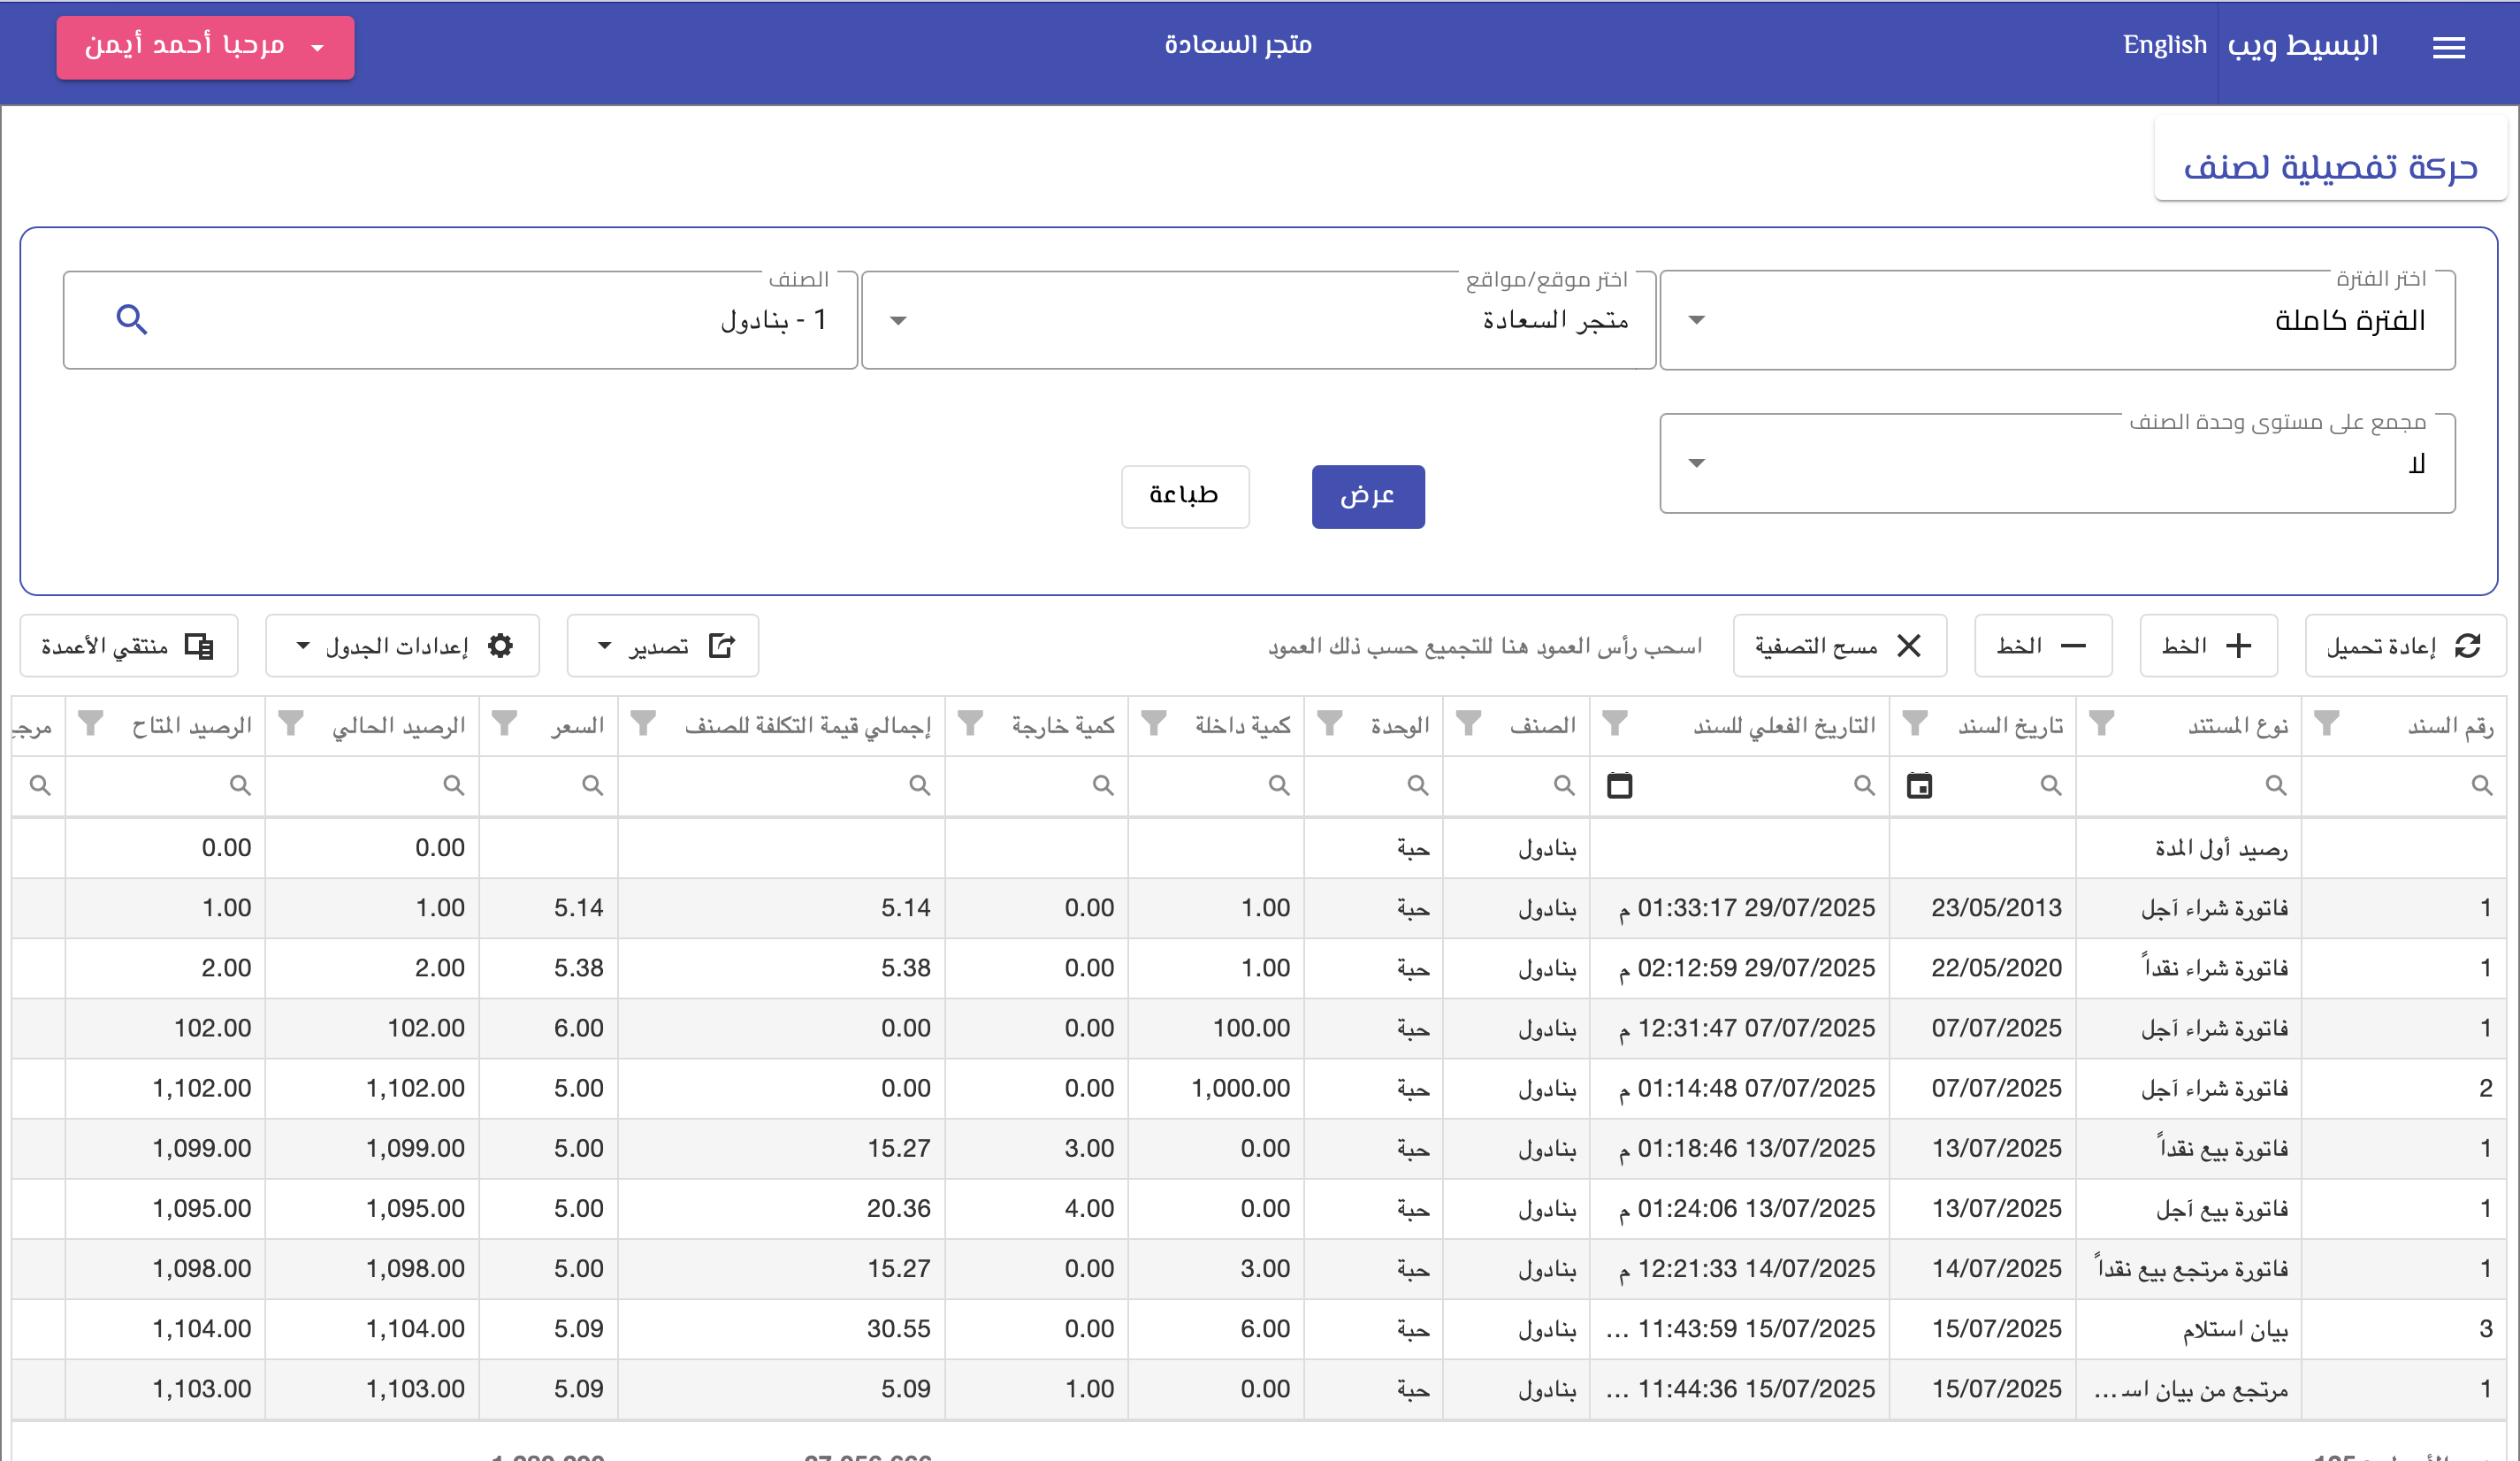 البسيط ويب English متجر السعادة مرحبا أحمد أيمن
حركة تفصيلية لصنف
اختر الفترة اختر موقع/مواقع الصنف
الفترة كاملة متجر السعادة 1 - بنادول
مجمع على مستوى وحدة الصنف
لا
عرض طباعة
إعادة تحميل الخط الخط مسح التصفية اسحب رأس العمود هنا للتجميع حسب ذلك العمود تصدير إعدادات الجدول منتقي الأعمدة
رقم السند نوع المستند تاريخ السند التاريخ الفعلي للسند الصنف الوحدة كمية داخلة كمية خارجة إجمالي قيمة التكلفة للصنف السعر الرصيد الحالي الرصيد المتاح
رصيد أول المدة بنادول حبة 0.00 0.00
1 فاتورة شراء آجل 23/05/2013 29/07/2025 01:33:17 م بنادول حبة 1.00 0.00 5.14 5.14 1.00 1.00
1 فاتورة شراء نقداً 22/05/2020 29/07/2025 02:12:59 م بنادول حبة 1.00 0.00 5.38 5.38 2.00 2.00
1 فاتورة شراء آجل 07/07/2025 07/07/2025 12:31:47 م بنادول حبة 100.00 0.00 0.00 6.00 102.00 102.00
2 فاتورة شراء آجل 07/07/2025 07/07/2025 01:14:48 م بنادول حبة 1,000.00 0.00 0.00 5.00 1,102.00 1,102.00
1 فاتورة بيع نقداً 13/07/2025 13/07/2025 01:18:46 م بنادول حبة 0.00 3.00 15.27 5.00 1,099.00 1,099.00
1 فاتورة بيع آجل 13/07/2025 13/07/2025 01:24:06 م بنادول حبة 0.00 4.00 20.36 5.00 1,095.00 1,095.00
1 فاتورة مرتجع بيع نقداً 14/07/2025 14/07/2025 12:21:33 م بنادول حبة 3.00 0.00 15.27 5.00 1,098.00 1,098.00
3 بيان استلام 15/07/2025 15/07/2025 11:43:59 ... بنادول حبة 6.00 0.00 30.55 5.09 1,104.00 1,104.00
1 مرتجع من بيان اسـ... 15/07/2025 15/07/2025 11:44:36 ... بنادول حبة 0.00 1.00 5.09 5.09 1,103.00 1,103.00